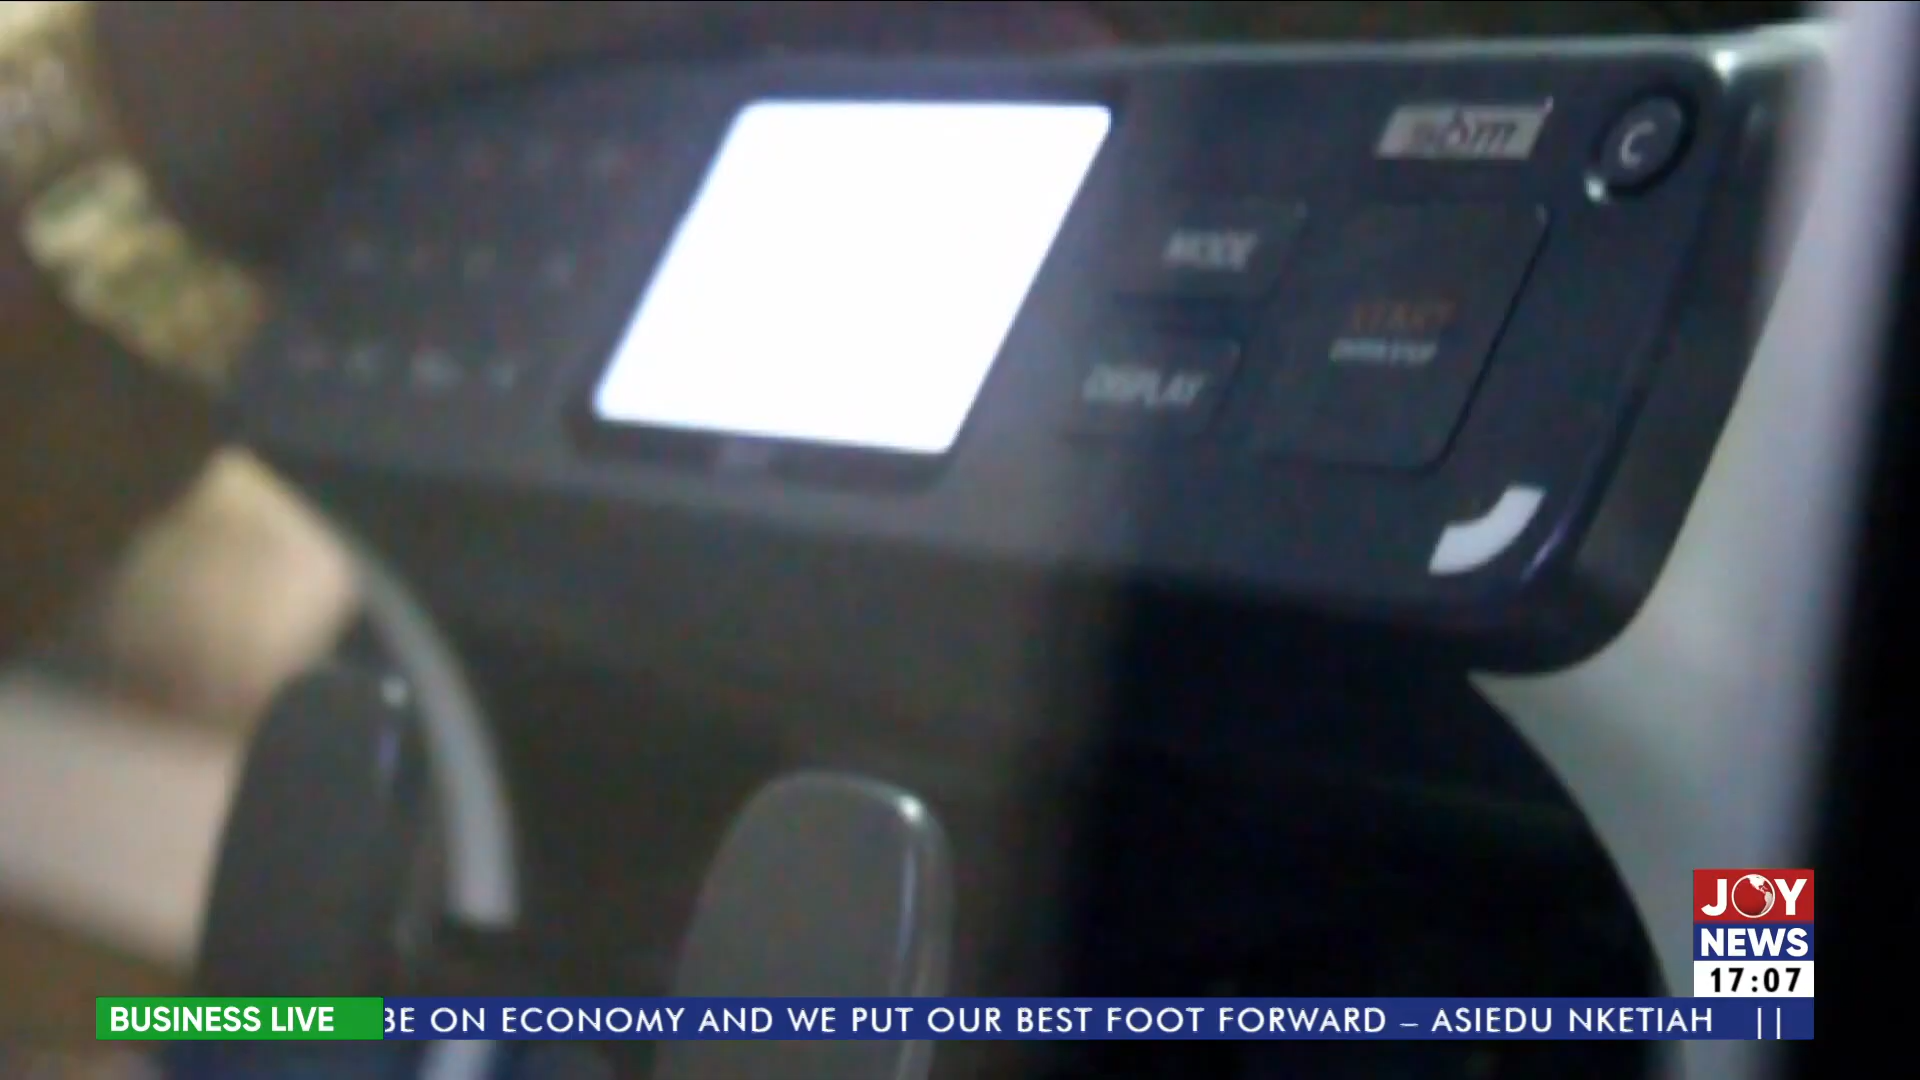 C
MODE
START
DISPLAY
JOY
NEWS
17:07
BUSINESS LIVE
BE ON ECONOMY AND WE PUT OUR BEST FOOT FORWARD – ASIEDU NKETIAH ||